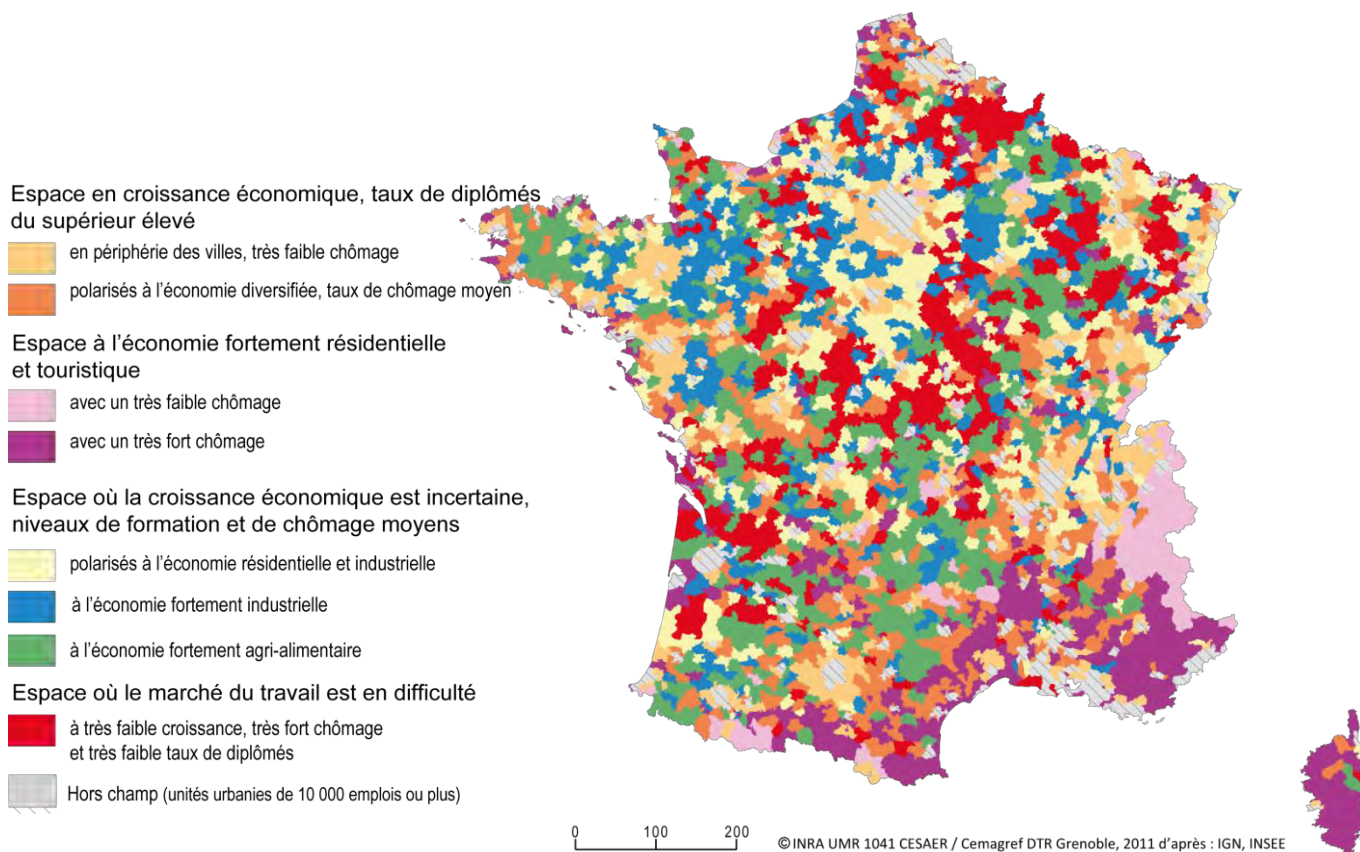 Espace en croissance économique, taux de diplômés
du supérieur élevé
en périphérie des villes, très faible chômage
polarisés à l'économie diversifiée, taux de chômage moyen
Espace à l'économie fortement résidentielle
et touristique
avec un très faible chômage
avec un très fort chômage
Espace où la croissance économique est incertaine,
niveaux de formation et de chômage moyens
polarisés à l'économie résidentielle et industrielle
à l'économie fortement industrielle
à l'économie fortement agri-alimentaire
Espace où le marché du travail est en difficulté
à très faible croissance, très fort chômage
et très faible taux de diplômés
Hors champ (unités urbanies de 10 000 emplois ou plus)
0 100 200
©INRA UMR 1041 CESAER / Cemagref DTR Grenoble, 2011 d'après : IGN, INSEE